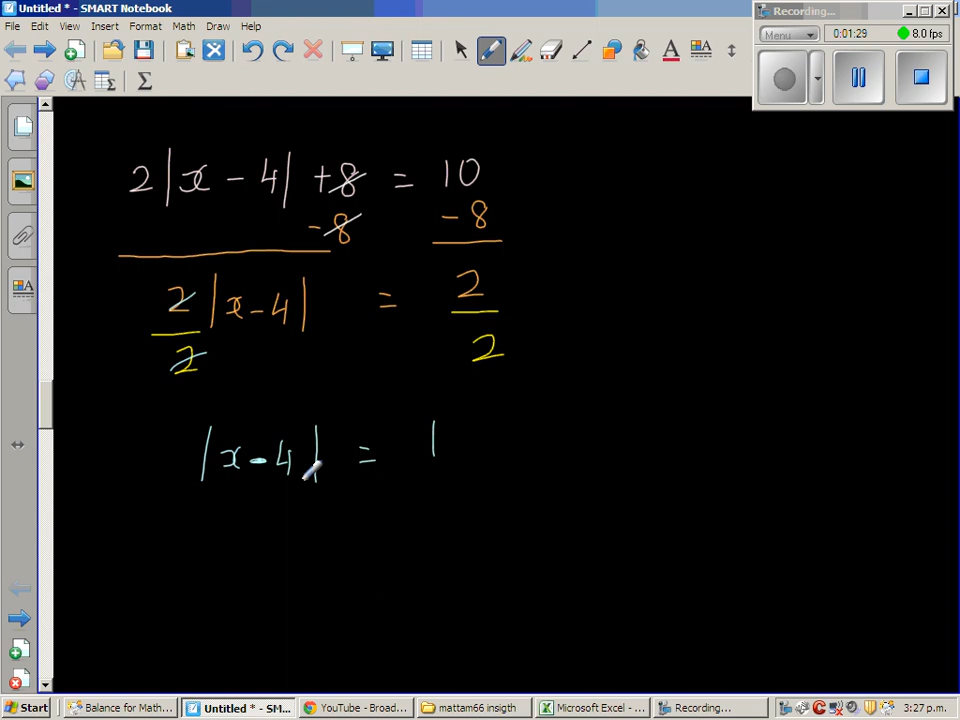 Untitled * - SMART Notebook
File Edit View Insert Format Math Draw Help
Recording...
Menu 0:01:29 8.0 fps
2|x - 4| + 8 = 10
- 8 - 8
2|x - 4| = 2
2 2
|x - 4| = 1
Start Balance for Math... Untitled * - SM... YouTube - Broad... mattam66 insigth Microsoft Excel - ... Recording... 3:27 p.m.